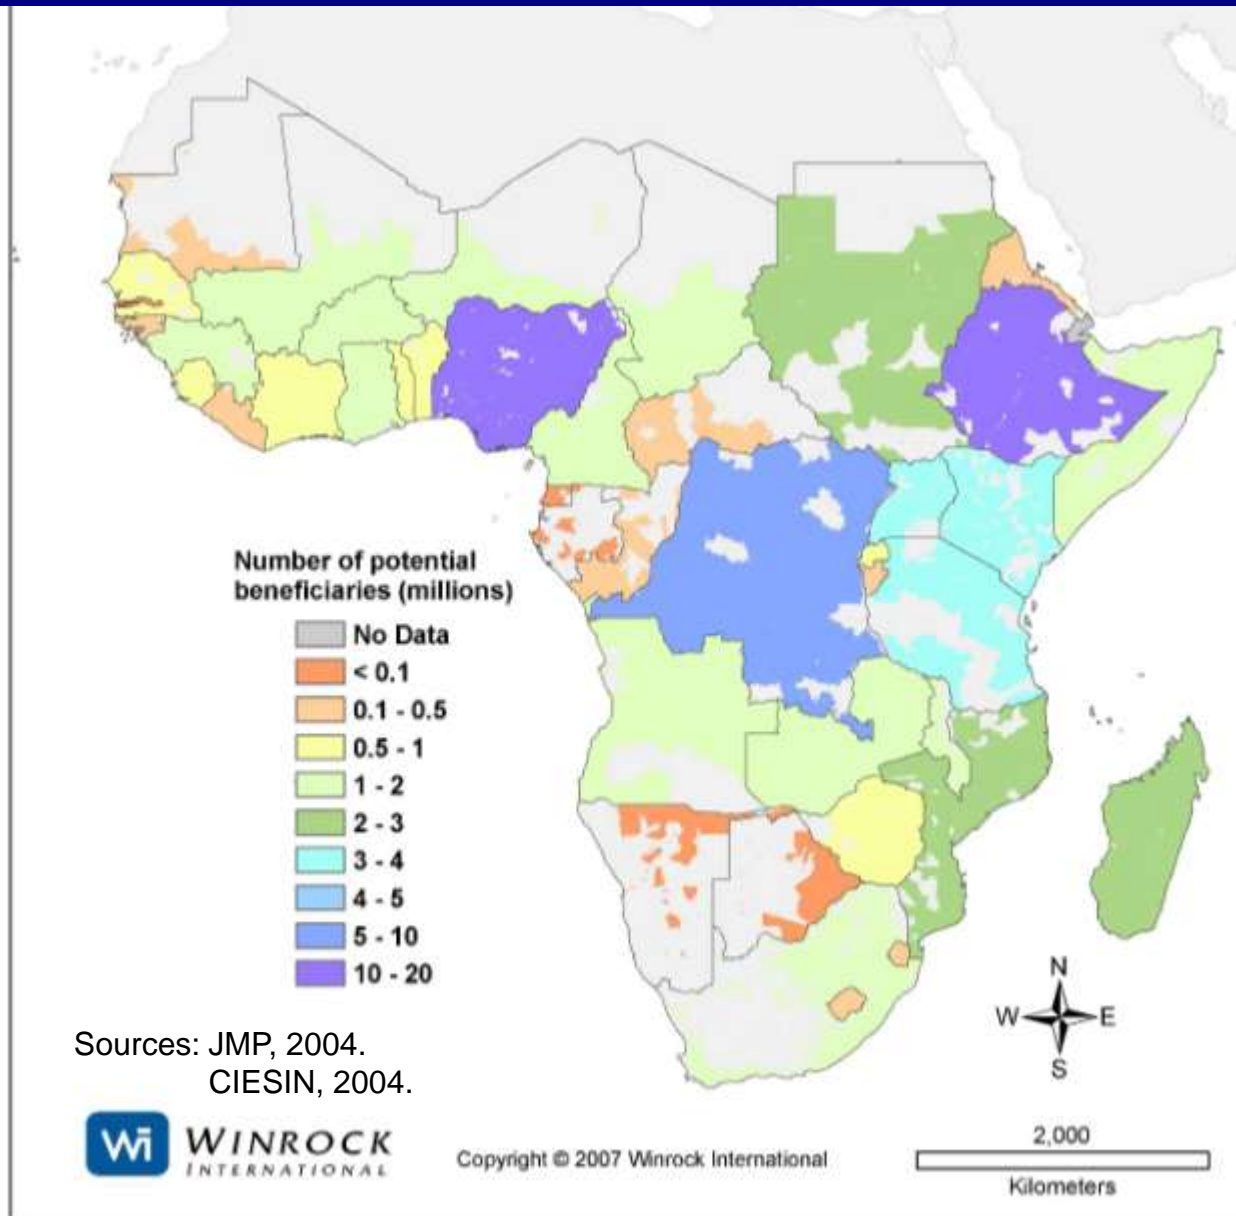 Number of potential
beneficiaries (millions)
No Data
< 0.1
0.1 - 0.5
0.5 - 1
1 - 2
2 - 3
3 - 4
4 - 5
5 - 10
10 - 20
N
W E
S
Sources: JMP, 2004.
CIESIN, 2004.
Wi WINROCK
INTERNATIONAL
Copyright © 2007 Winrock International
2,000
Kilometers